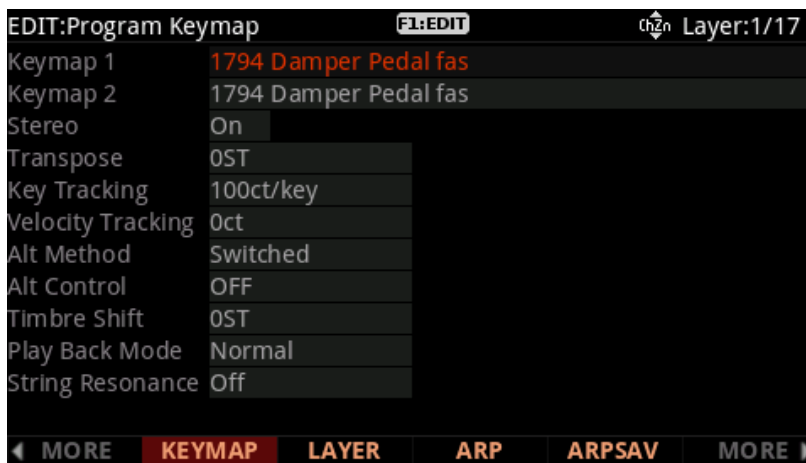 EDIT:Program Keymap F1:EDIT ChZn Layer:1/17
Keymap 1 1794 Damper Pedal fas
Keymap 2 1794 Damper Pedal fas
Stereo On
Transpose 0ST
Key Tracking 100ct/key
Velocity Tracking 0ct
Alt Method Switched
Alt Control OFF
Timbre Shift 0ST
Play Back Mode Normal
String Resonance Off
MORE KEYMAP LAYER ARP ARPSAV MORE